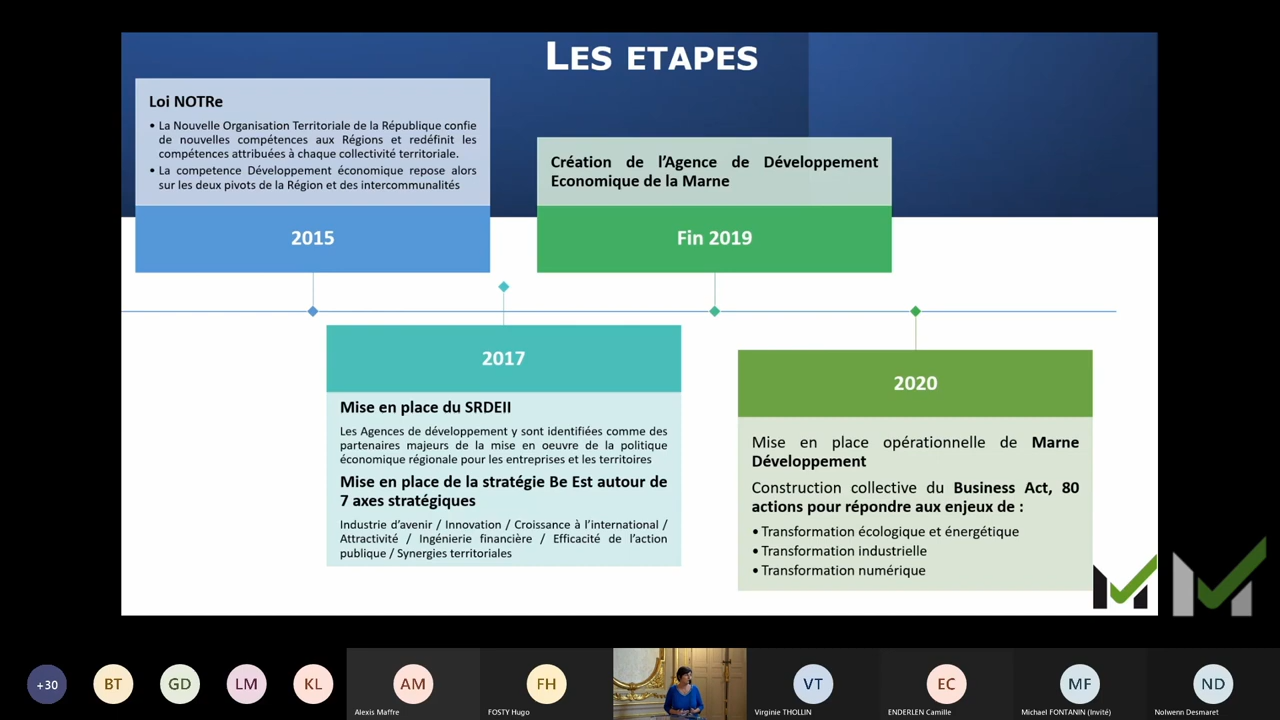 LES ETAPES
Loi NOTRe
• La Nouvelle Organisation Territoriale de la République confie
de nouvelles compétences aux Régions et redéfinit les
compétences attribuées à chaque collectivité territoriale.
• La competence Développement économique repose alors
sur les deux pivots de la Région et des intercommunalités
2015
Création de l'Agence de Développement
Economique de la Marne
Fin 2019
2017
Mise en place du SRDEII
Les Agences de développement y sont identifiées comme des
partenaires majeurs de la mise en oeuvre de la politique
économique régionale pour les entreprises et les territoires
Mise en place de la stratégie Be Est autour de
7 axes stratégiques
Industrie d'avenir / Innovation / Croissance à l'international /
Attractivité / Ingénierie financière / Efficacité de l'action
publique / Synergies territoriales
2020
Mise en place opérationnelle de Marne
Développement
Construction collective du Business Act, 80
actions pour répondre aux enjeux de :
• Transformation écologique et énergétique
• Transformation industrielle
• Transformation numérique
+30
BT
GD
LM
KL
AM
Alexis Maffre
FH
FOSTY Hugo
VT
Virginie THOLLIN
EC
ENDERLEN Camille
MF
Michael FONTANIN (Invité)
ND
Nolwenn Desmaret